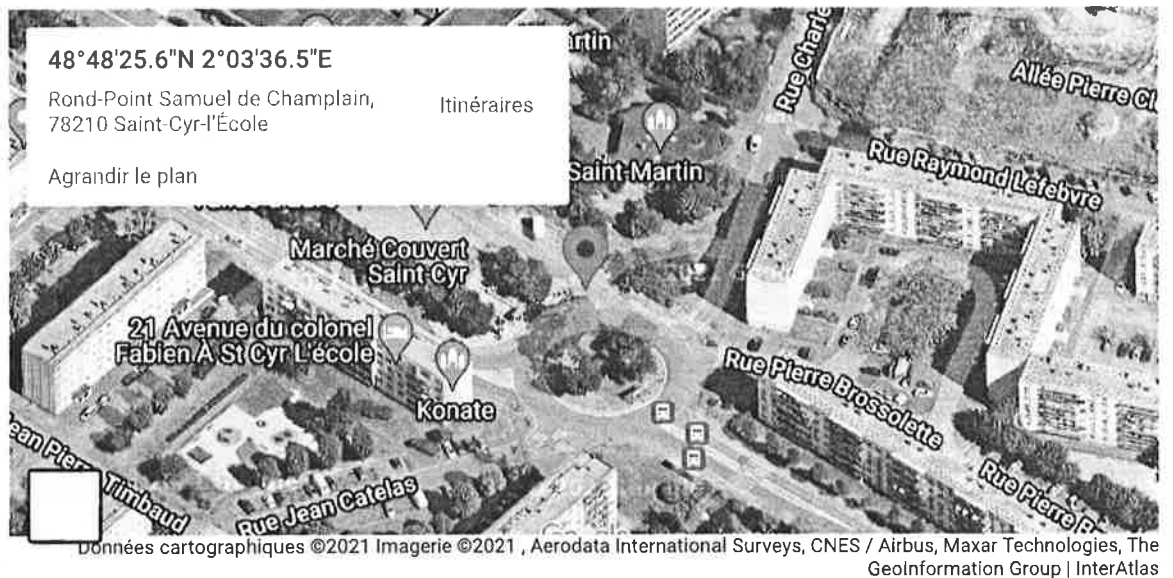 48°48'25.6"N 2°03'36.5"E
Rond-Point Samuel de Champlain,
78210 Saint-Cyr-l'École
Itinéraires
Agrandir le plan
Rue Charle
Allée Pierre Cl
Saint-Martin
Rue Raymond Lefebvre
Marché Couvert
Saint Cyr
21 Avenue du colonel
Fabien À St Cyr L'école
Konate
Rue Pierre Brossolette
Rue Pierre B
ean Pierre Timbaud
Rue Jean Catelas
Google
Données cartographiques ©2021 Imagerie ©2021 , Aerodata International Surveys, CNES / Airbus, Maxar Technologies, The
GeoInformation Group | InterAtlas